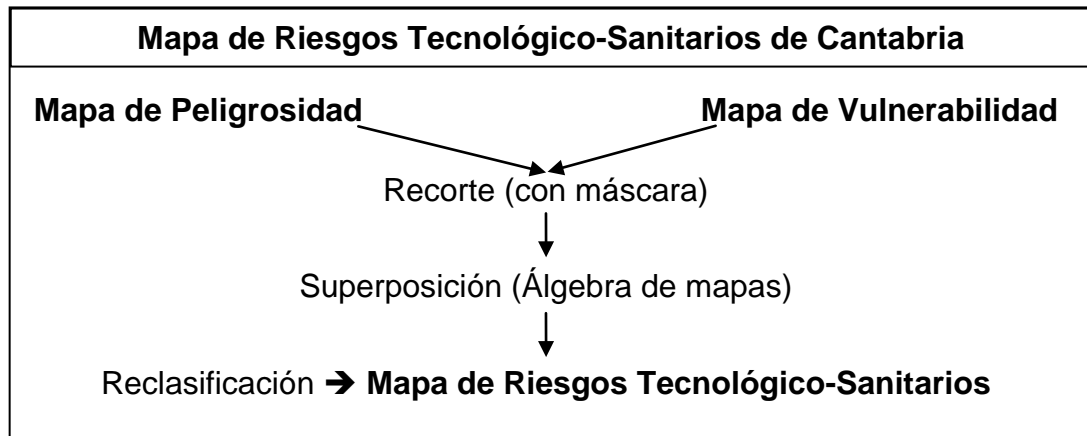 Mapa de Riesgos Tecnológico-Sanitarios de Cantabria
Mapa de Peligrosidad
Mapa de Vulnerabilidad
Recorte (con máscara)
Superposición (Álgebra de mapas)
Reclasificación ➔ Mapa de Riesgos Tecnológico-Sanitarios